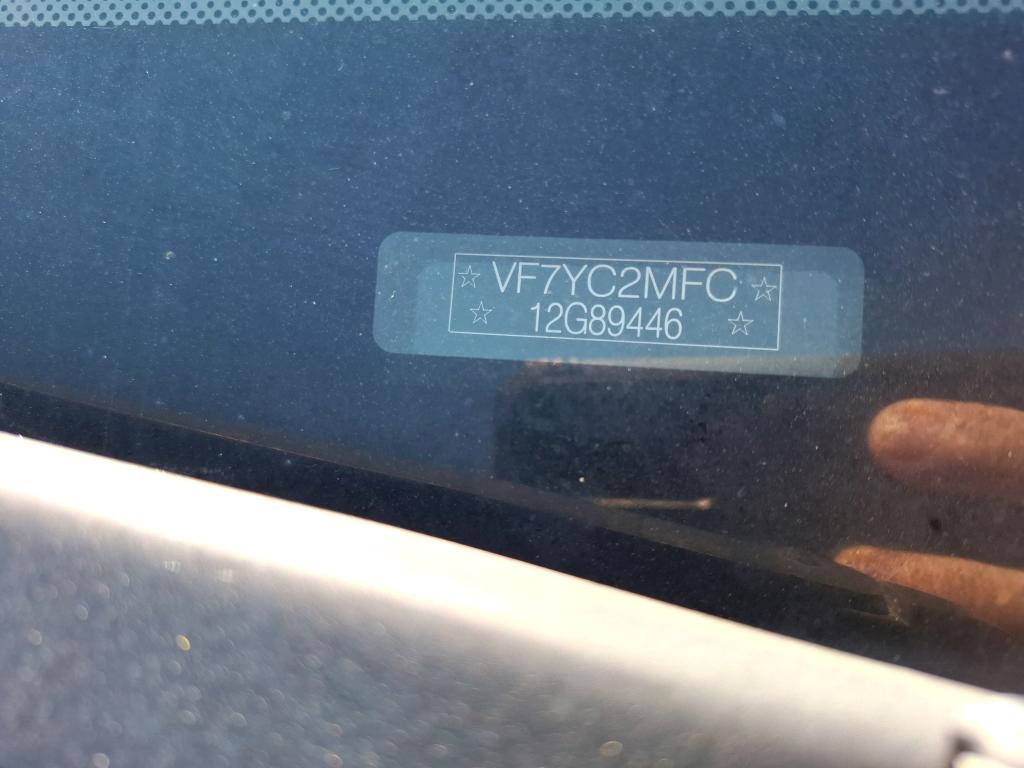 ☆ VF7YC2MFC ☆
☆ 12G89446 ☆